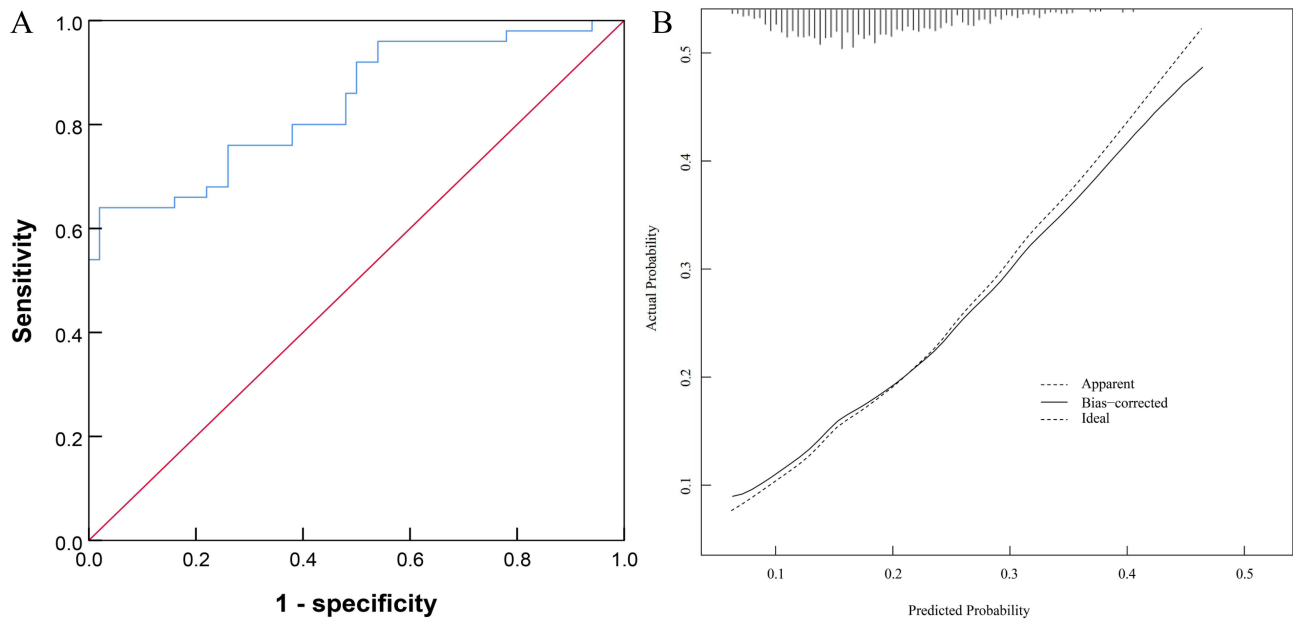 A
1.0
0.8
0.6
0.4
0.2
0.0
Sensitivity
0.0 0.2 0.4 0.6 0.8 1.0
1 - specificity
B
0.5
0.4
0.3
0.2
0.1
Actual Probability
Apparent
Bias-corrected
Ideal
0.1 0.2 0.3 0.4 0.5
Predicted Probability